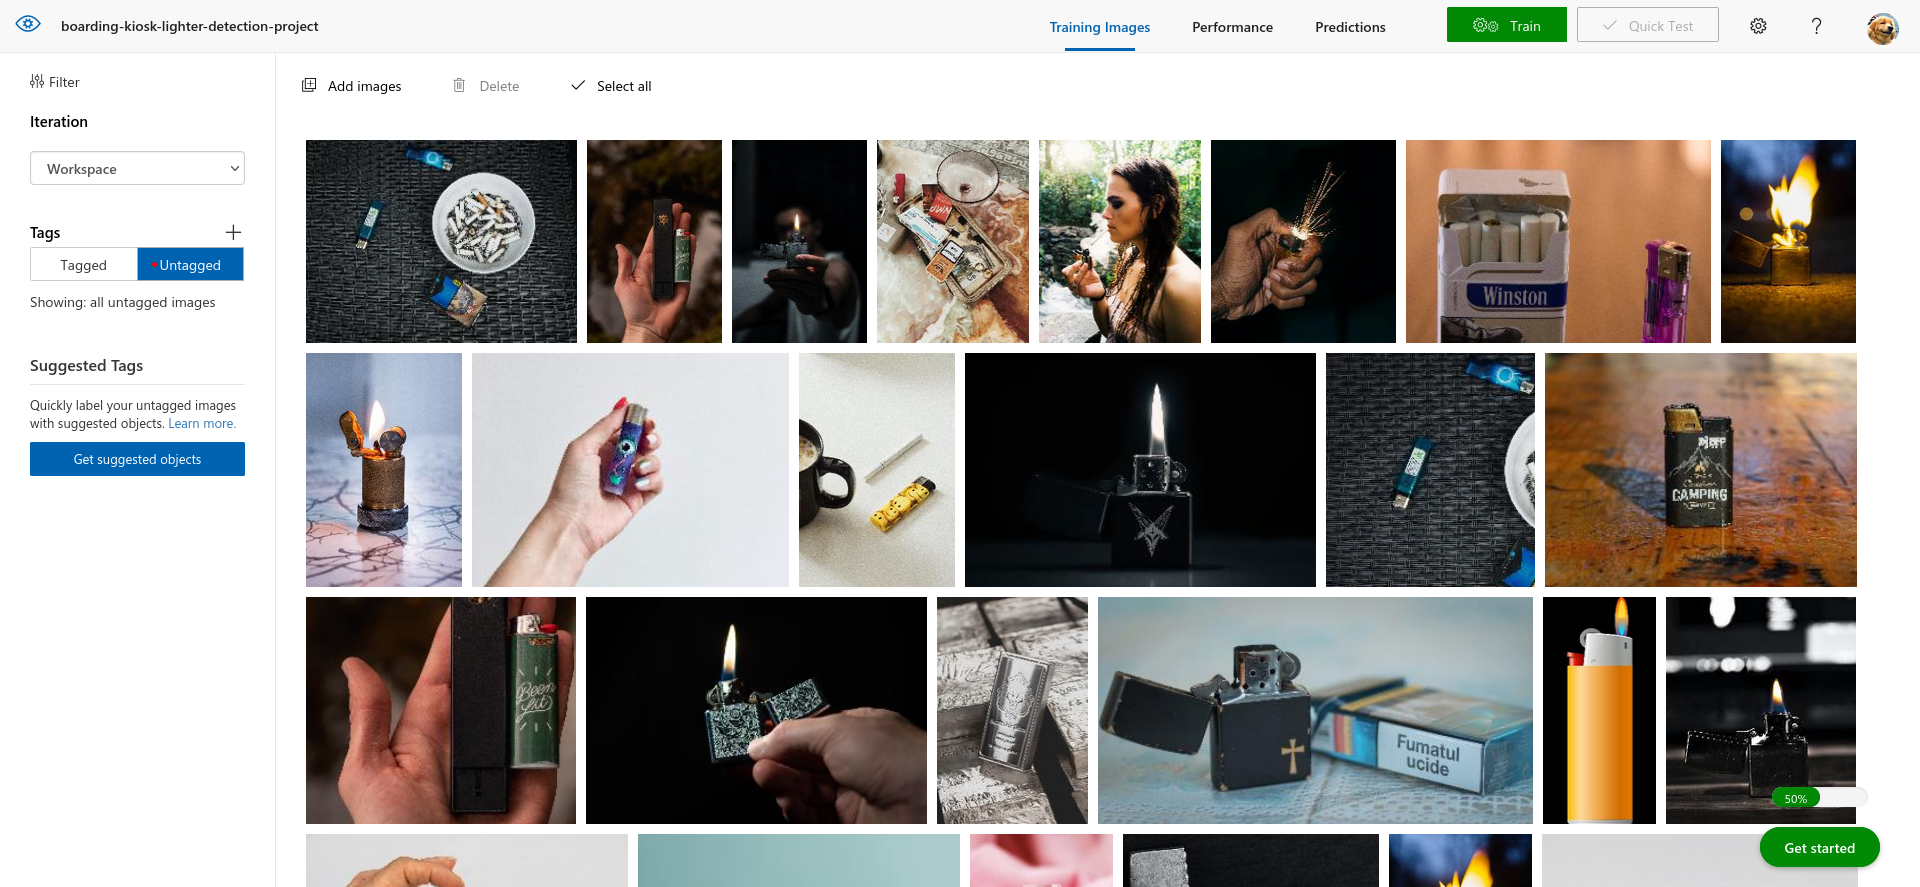 boarding-kiosk-lighter-detection-project
Training Images
Performance
Predictions
Train
Quick Test
?
Filter
Add images
Delete
Select all
Iteration
Workspace
Tags
Tagged
Untagged
Showing: all untagged images
Suggested Tags
Quickly label your untagged images
with suggested objects. Learn more.
Get suggested objects
OWN
Winston
Jeep
CAMPING
Been
Lit
Fumatul
ucide
50%
Get started